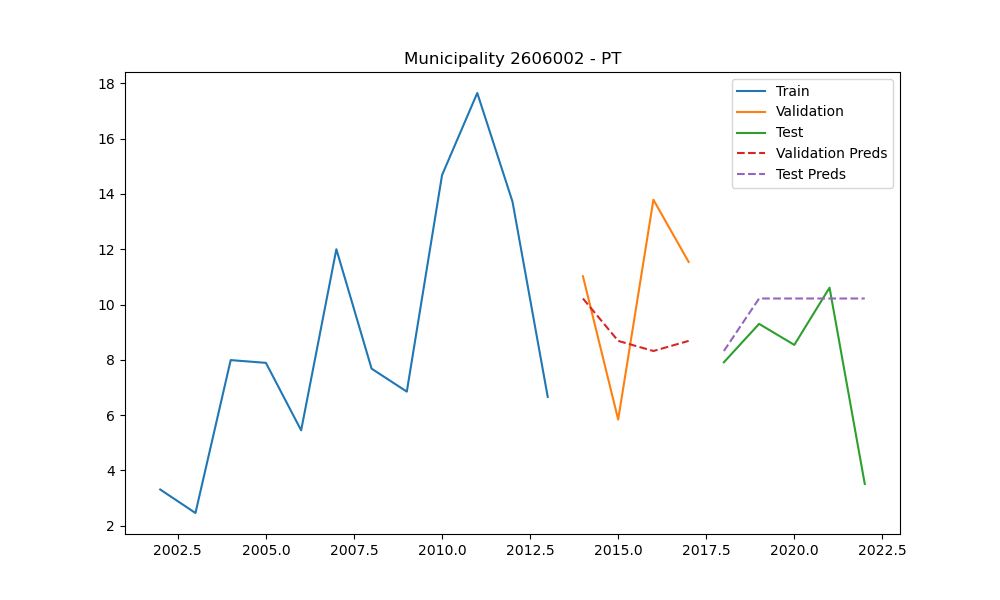 Municipality 2606002 - PT
18
16
14
12
10
8
6
4
2
Train
Validation
Test
Validation Preds
Test Preds
2002.5 2005.0 2007.5 2010.0 2012.5 2015.0 2017.5 2020.0 2022.5